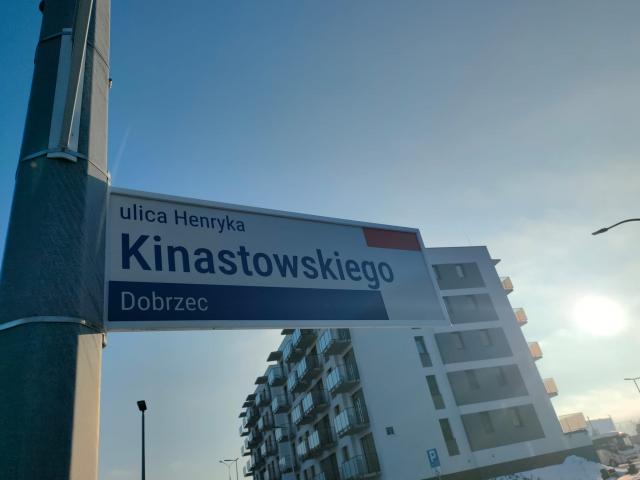 ulica Henryka
Kinastowskiego
Dobrzec
P